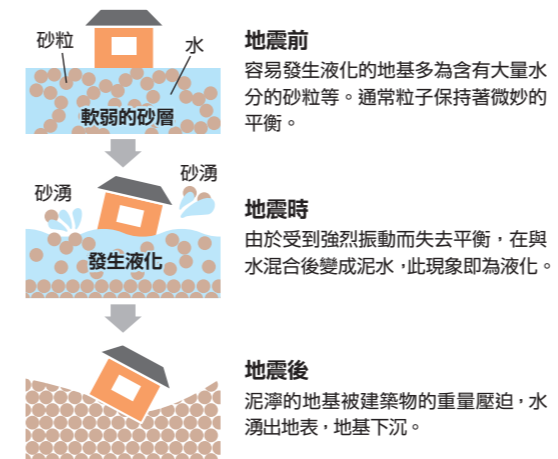 砂粒
水
軟弱的砂層
地震前
容易發生液化的地基多為含有大量水
分的砂粒等。通常粒子保持著微妙的
平衡。
砂湧
砂湧
發生液化
地震時
由於受到強烈振動而失去平衡，在與
水混合後變成泥水，此現象即為液化。
地震後
泥濘的地基被建築物的重量壓迫，水
湧出地表，地基下沉。